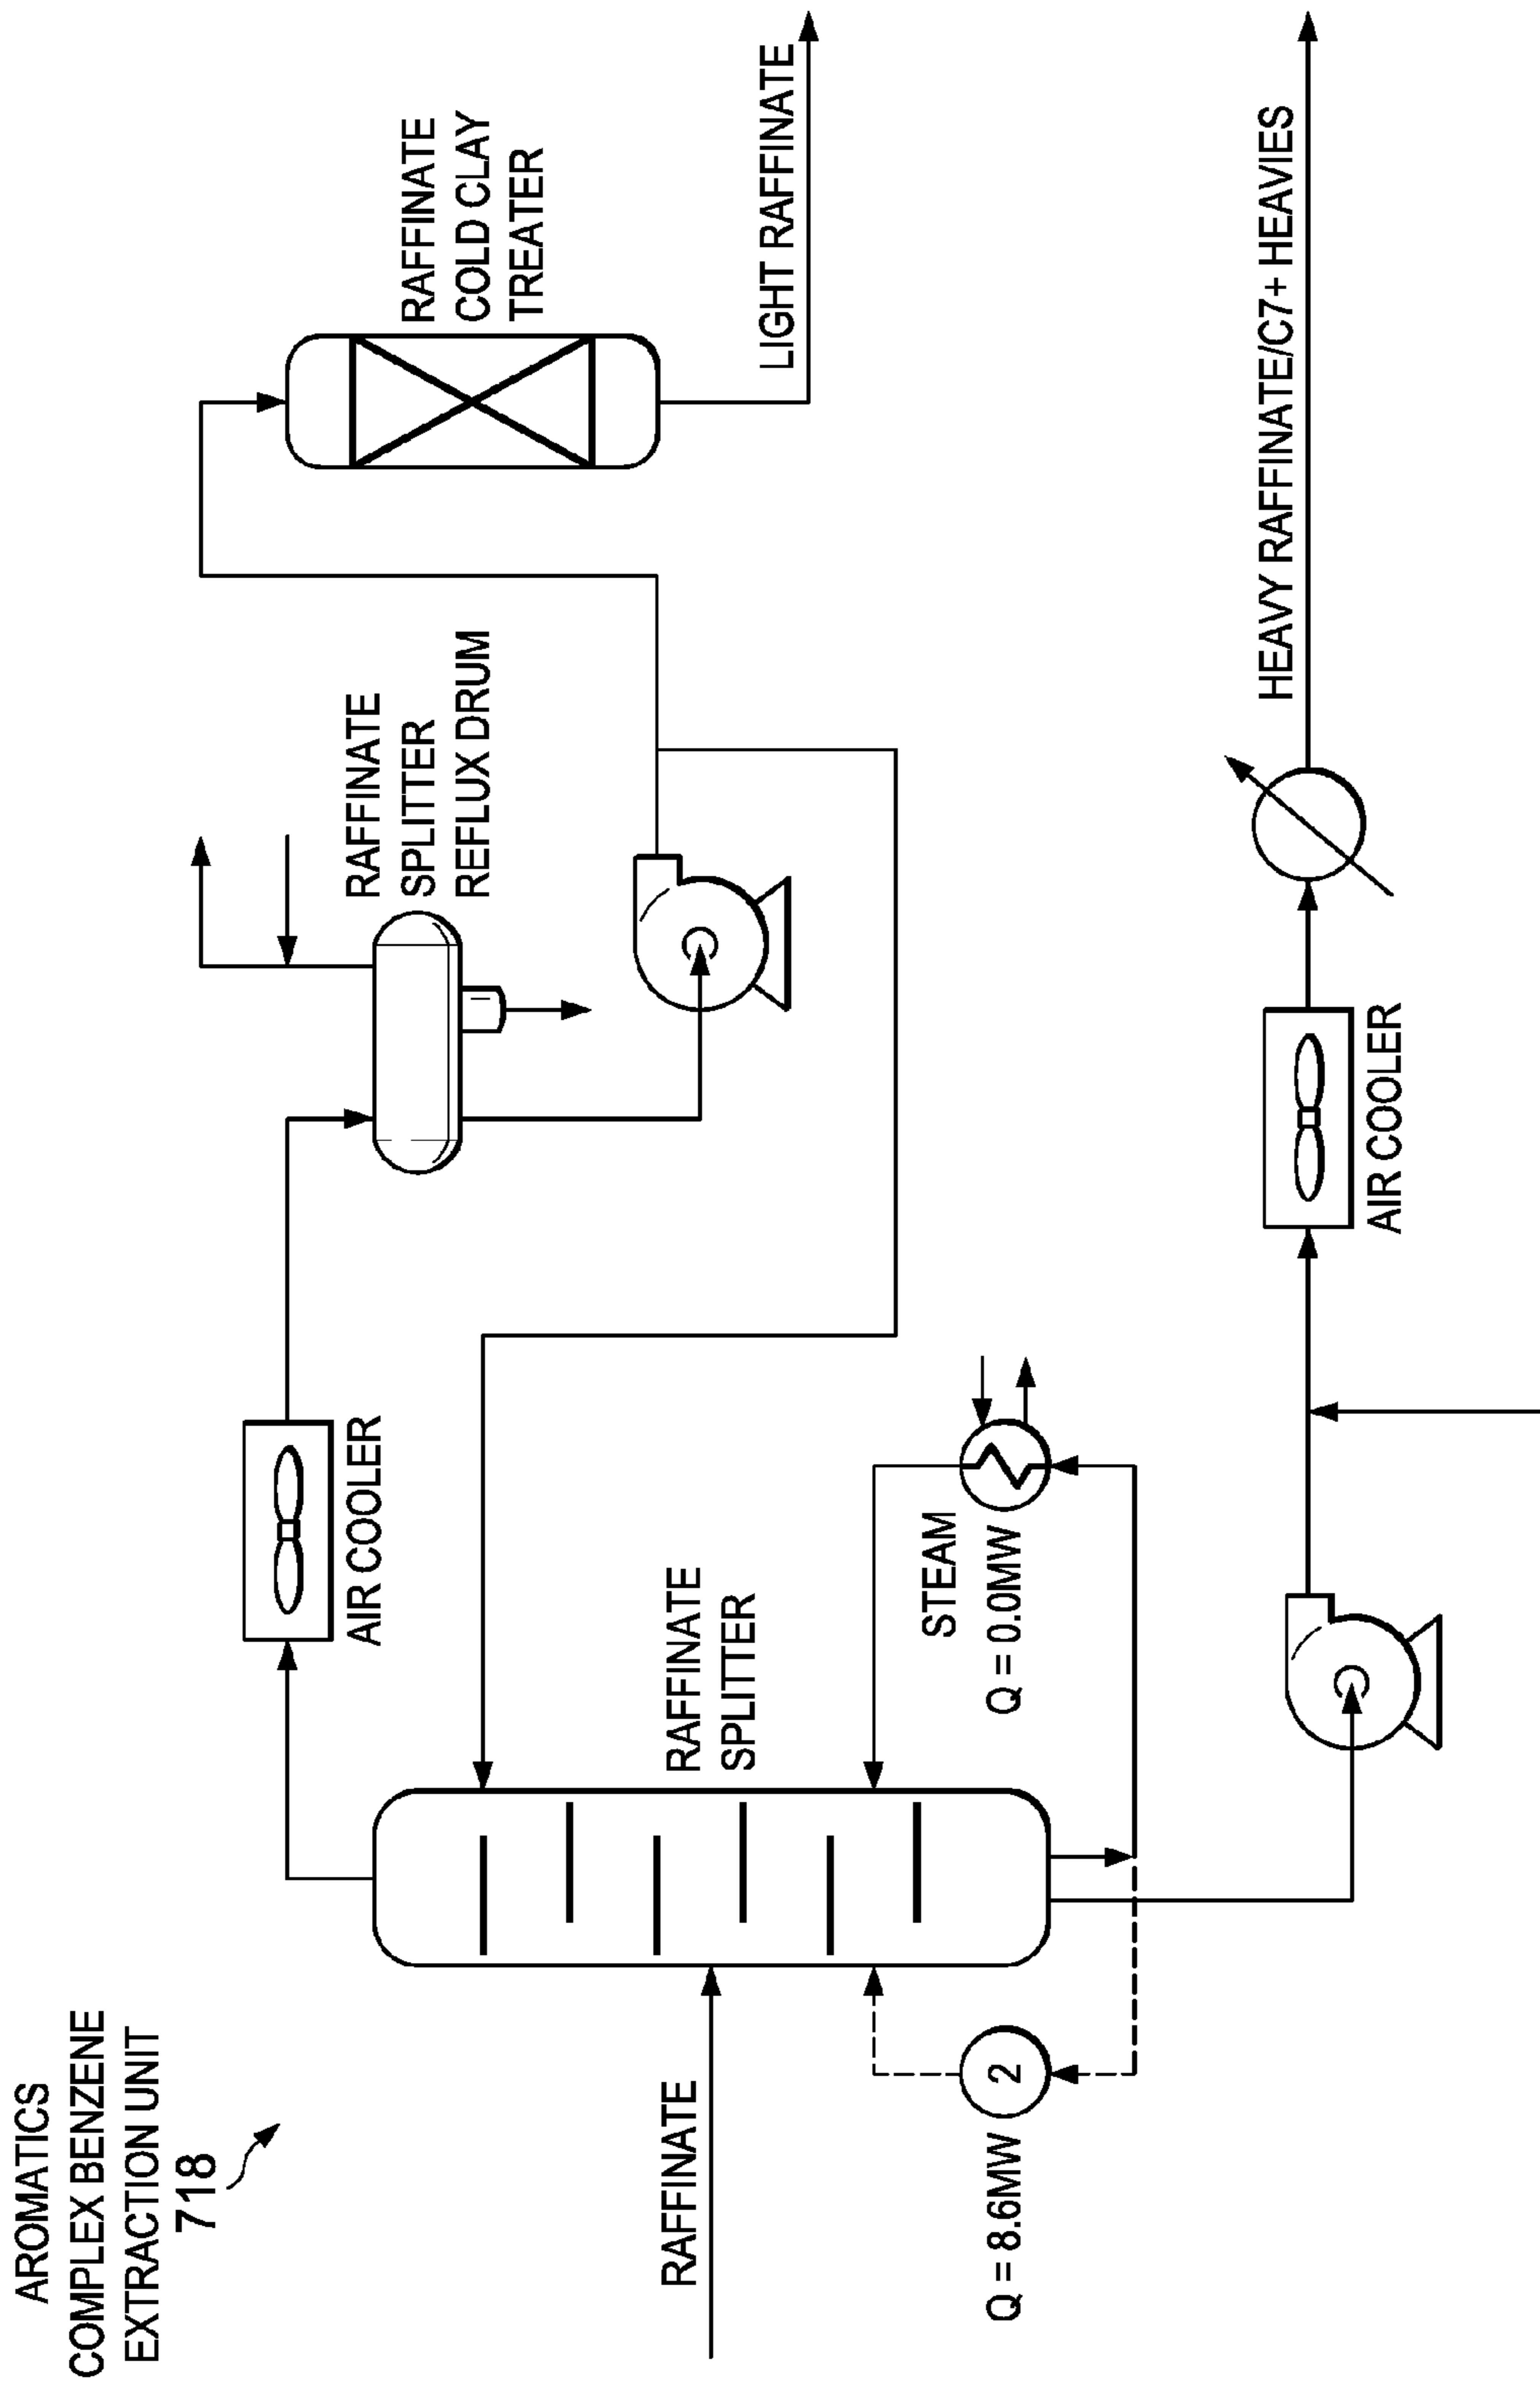 AROMATICS
COMPLEX BENZENE
EXTRACTION UNIT
718
AIR COOLER
RAFFINATE
SPLITTER
REFLUX DRUM
RAFFINATE
COLD CLAY
TREATER
LIGHT RAFFINATE
RAFFINATE
RAFFINATE
SPLITTER
STEAM
Q = 0.0MW
2
Q = 8.6MW
AIR COOLER
HEAVY RAFFINATE/C7+ HEAVIES